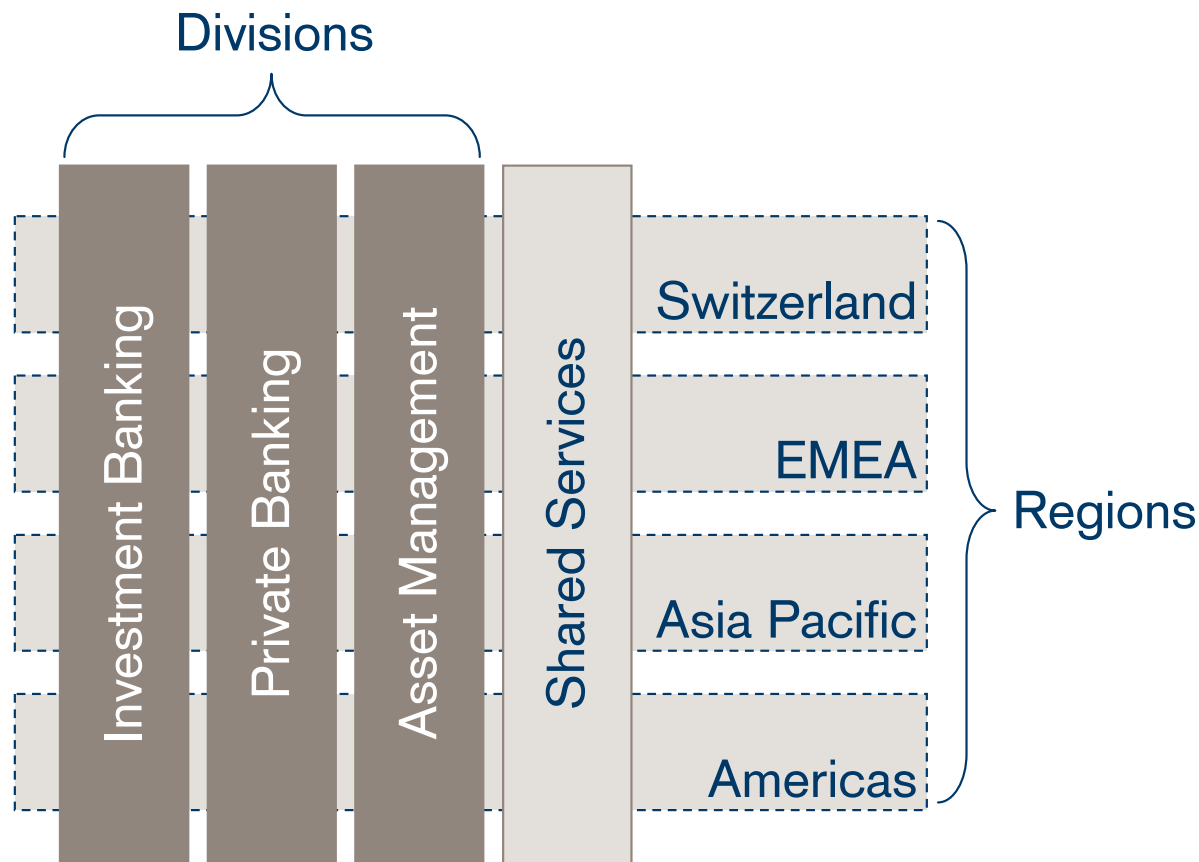 Divisions
Investment Banking
Private Banking
Asset Management
Shared Services
Switzerland
EMEA
Asia Pacific
Americas
Regions